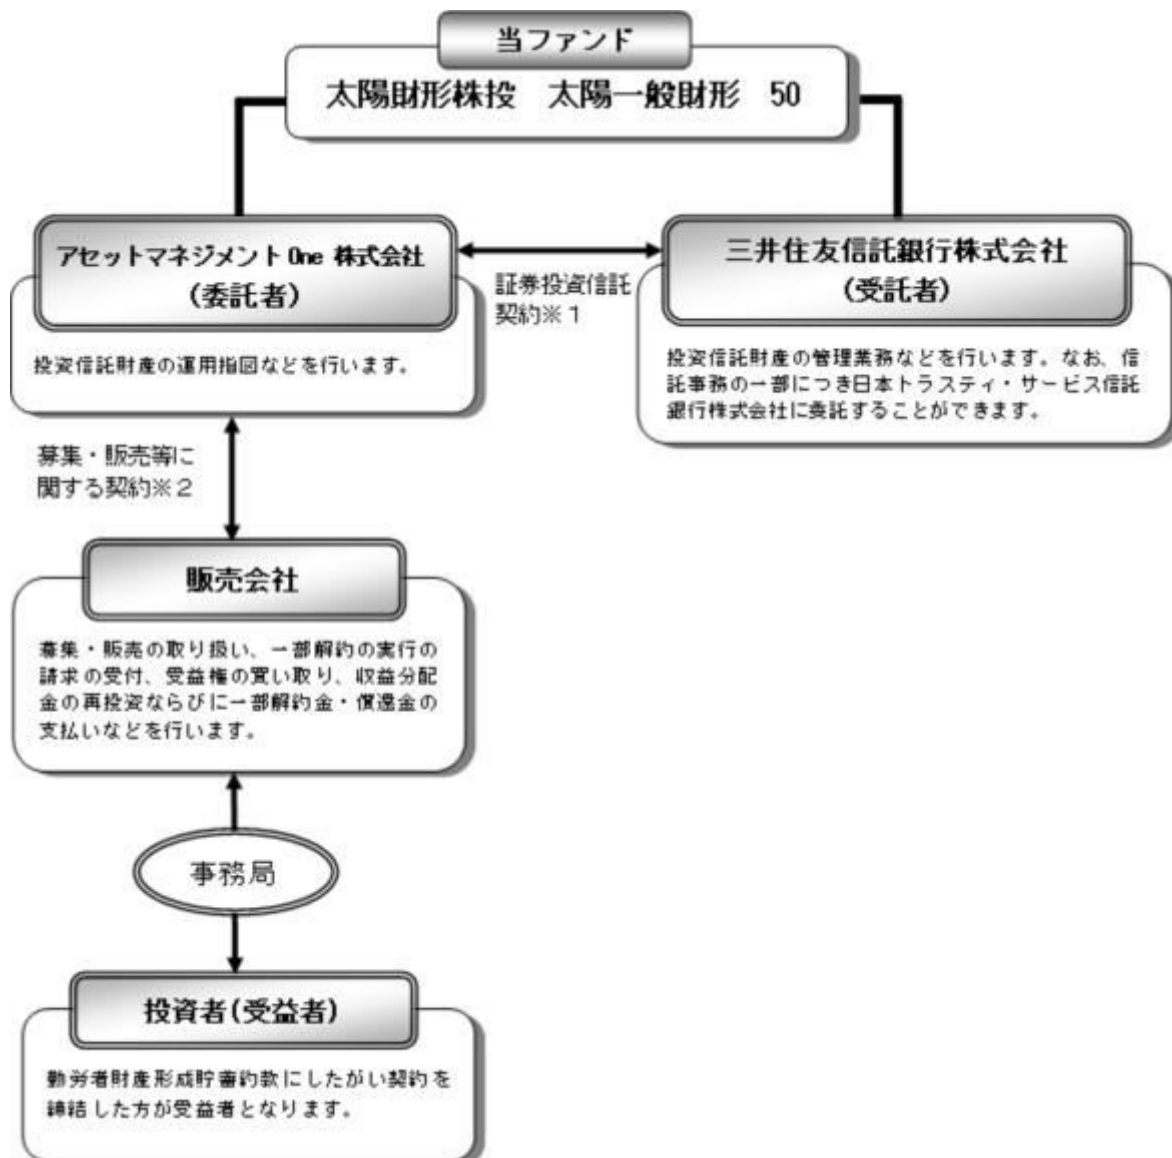 当ファンド
太陽財形株投　太陽一般財形　50
アセットマネジメント One 株式会社
(委託者)
投資信託財産の運用指図などを行います。
証券投資信託
契約※１
三井住友信託銀行株式会社
(受託者)
投資信託財産の管理業務などを行います。なお、信
託事務の一部につき日本トラスティ・サービス信託
銀行株式会社に委託することができます。
募集・販売等に
関する契約※２
販売会社
募集・販売の取り扱い、一部解約の実行の
請求の受付、受益権の買い取り、収益分配
金の再投資ならびに一部解約金・償還金の
支払いなどを行います。
事務局
投資者(受益者)
勤労者財産形成貯蓄約款にしたがい契約を
締結した方が受益者となります。